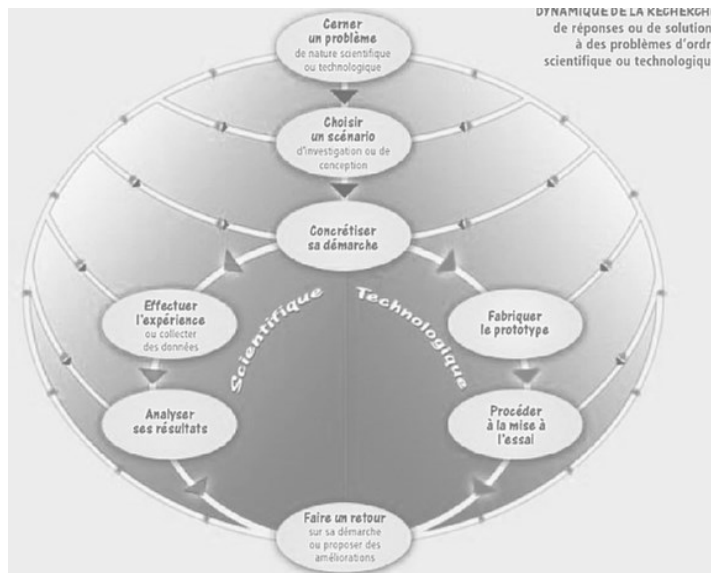 DYNAMIQUE DE LA RECHERCHE
de réponses ou de solution
à des problèmes d'ordr
scientifique ou technologiqu
Cerner
un problème
de nature scientifique
ou technologique
Choisir
un scénario
d'investigation ou de
conception
Concrétiser
sa démarche
Scientifique
Technologique
Effectuer
l'expérience
ou collecter
des données
Fabriquer
le prototype
Analyser
ses résultats
Procéder
à la mise à
l'essai
Faire un retour
sur sa démarche
ou proposer des
améliorations